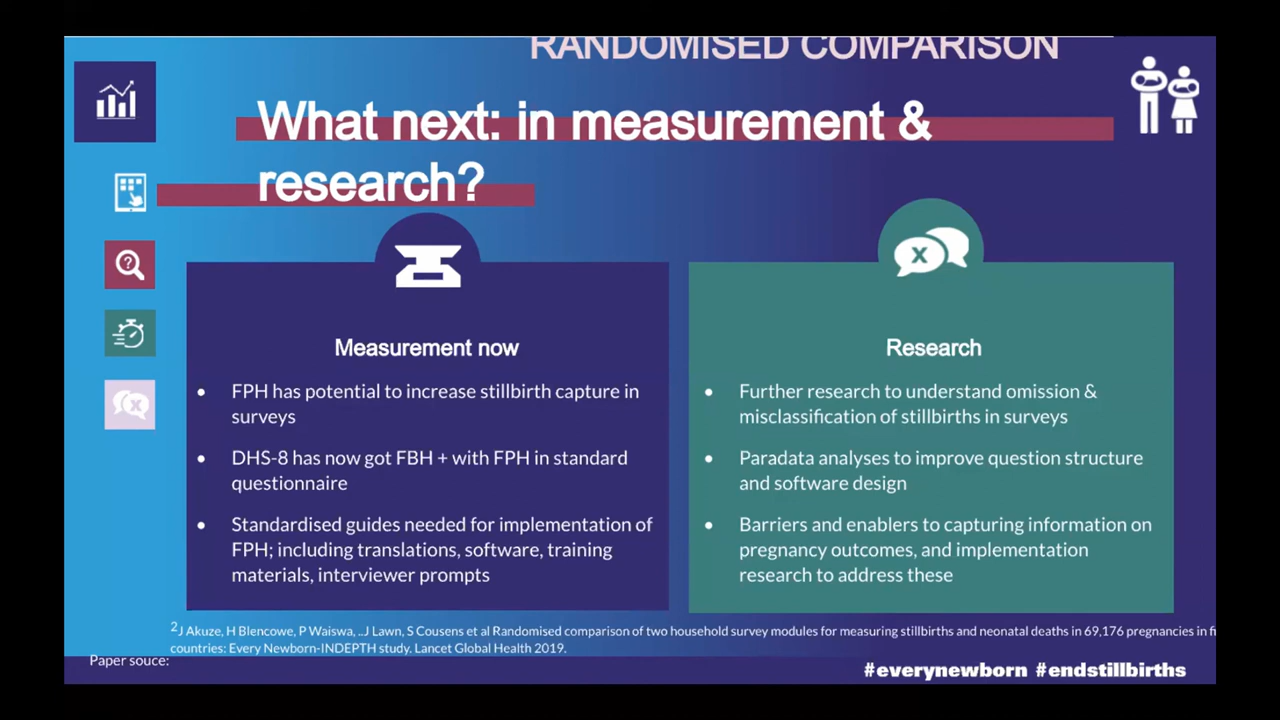 RANDOMISED COMPARISON
What next: in measurement &
research?
Measurement now
• FPH has potential to increase stillbirth capture in
surveys
• DHS-8 has now got FBH + with FPH in standard
questionnaire
• Standardised guides needed for implementation of
FPH; including translations, software, training
materials, interviewer prompts
Research
• Further research to understand omission &
misclassification of stillbirths in surveys
• Paradata analyses to improve question structure
and software design
• Barriers and enablers to capturing information on
pregnancy outcomes, and implementation
research to address these
2J Akuze, H Blencowe, P Waiswa, ..J Lawn, S Cousens et al Randomised comparison of two household survey modules for measuring stillbirths and neonatal deaths in 69,176 pregnancies in
countries: Every Newborn-INDEPTH study. Lancet Global Health 2019.
Paper souce:
#everynewborn #endstillbirths